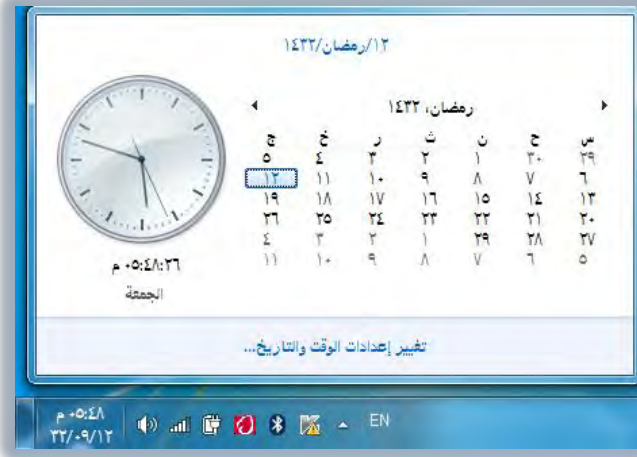 ١٢/رمضان/١٤٣٢
رمضان، ١٤٣٢
س ح ن ث ر خ ج
٢٩ ٣٠ ١ ٢ ٣ ٤ ٥
٦ ٧ ٨ ٩ ١٠ ١١ ١٢
١٣ ١٤ ١٥ ١٦ ١٧ ١٨ ١٩
٢٠ ٢١ ٢٢ ٢٣ ٢٤ ٢٥ ٢٦
٢٧ ٢٨ ٢٩ ١ ٢ ٣ ٤
٥ ٦ ٧ ٨ ٩ ١٠ ١١
٠٥:٤٨:٢٦ م
الجمعة
تغيير إعدادات الوقت والتاريخ...
EN
٠٥:٤٨ م
٣٢/٠٩/١٢